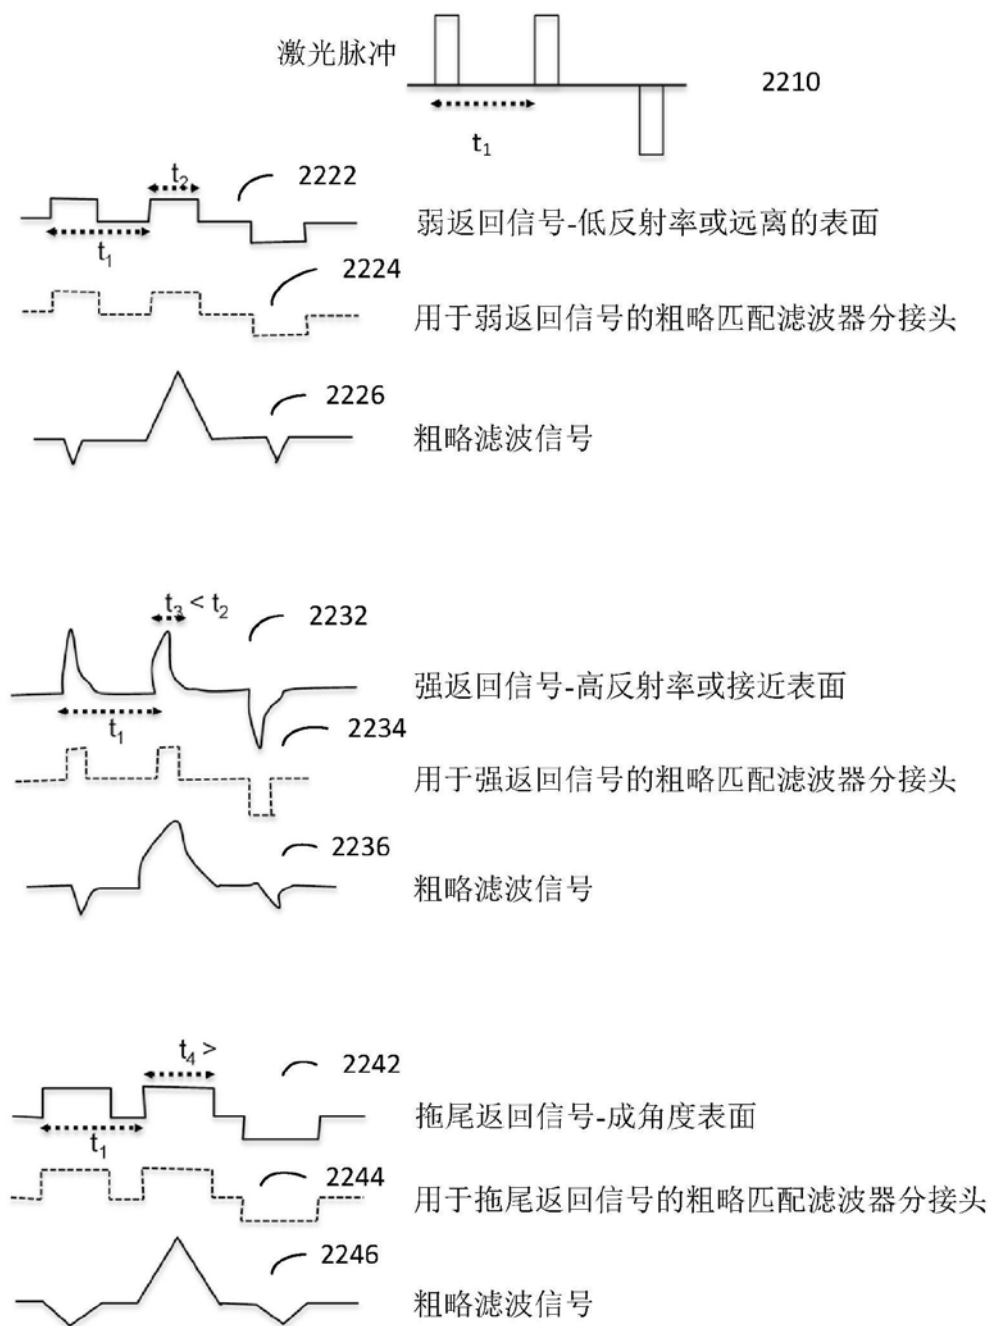 激光脉冲
2210
t₁
t₂
2222
弱返回信号-低反射率或远离的表面
t₁
2224
用于弱返回信号的粗略匹配滤波器分接头
2226
粗略滤波信号
t₃ < t₂
2232
强返回信号-高反射率或接近表面
t₁
2234
用于强返回信号的粗略匹配滤波器分接头
2236
粗略滤波信号
t₄ >
2242
拖尾返回信号-成角度表面
t₁
2244
用于拖尾返回信号的粗略匹配滤波器分接头
2246
粗略滤波信号